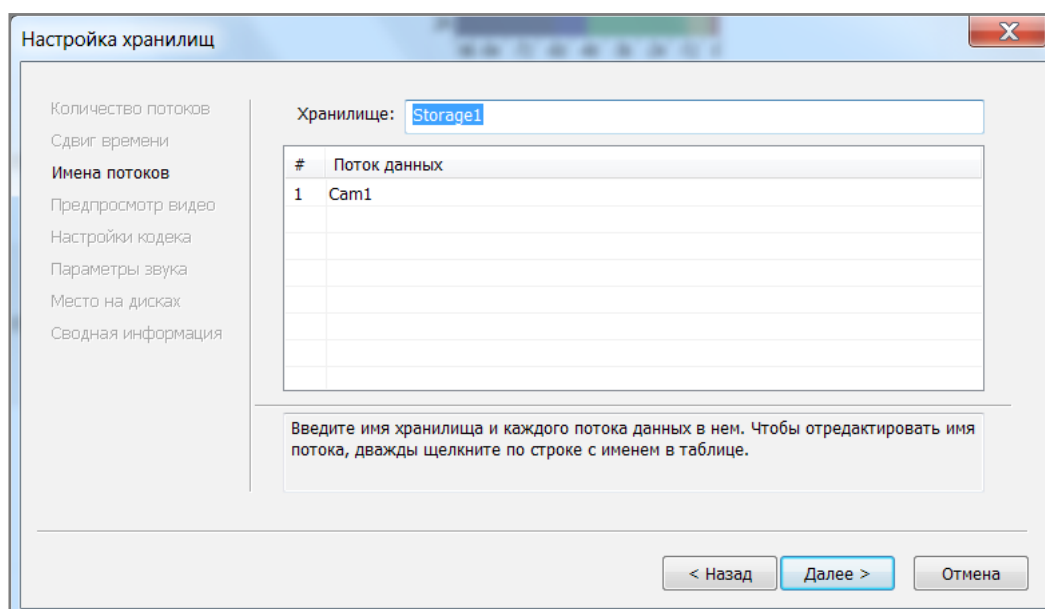 Настройка хранилищ
Количество потоков
Сдвиг времени
Имена потоков
Предпросмотр видео
Настройки кодека
Параметры звука
Место на дисках
Сводная информация
Хранилище: Storage1
# Поток данных
1 Cam1
Введите имя хранилища и каждого потока данных в нем. Чтобы отредактировать имя
потока, дважды щелкните по строке с именем в таблице.
< Назад Далее > Отмена